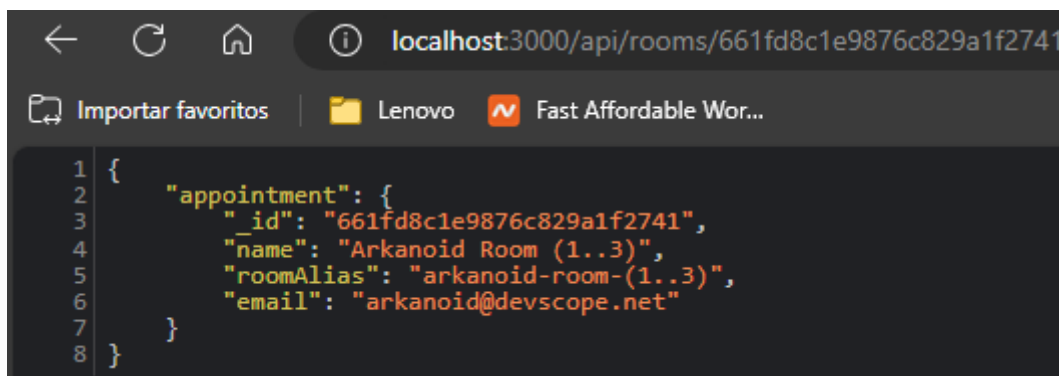 localhost:3000/api/rooms/661fd8c1e9876c829a1f2741
Importar favoritos Lenovo Fast Affordable Wor...
1 {
2 "appointment": {
3 "_id": "661fd8c1e9876c829a1f2741",
4 "name": "Arkanoid Room (1..3)",
5 "roomAlias": "arkanoid-room-(1..3)",
6 "email": "arkanoid@devscope.net"
7 }
8 }